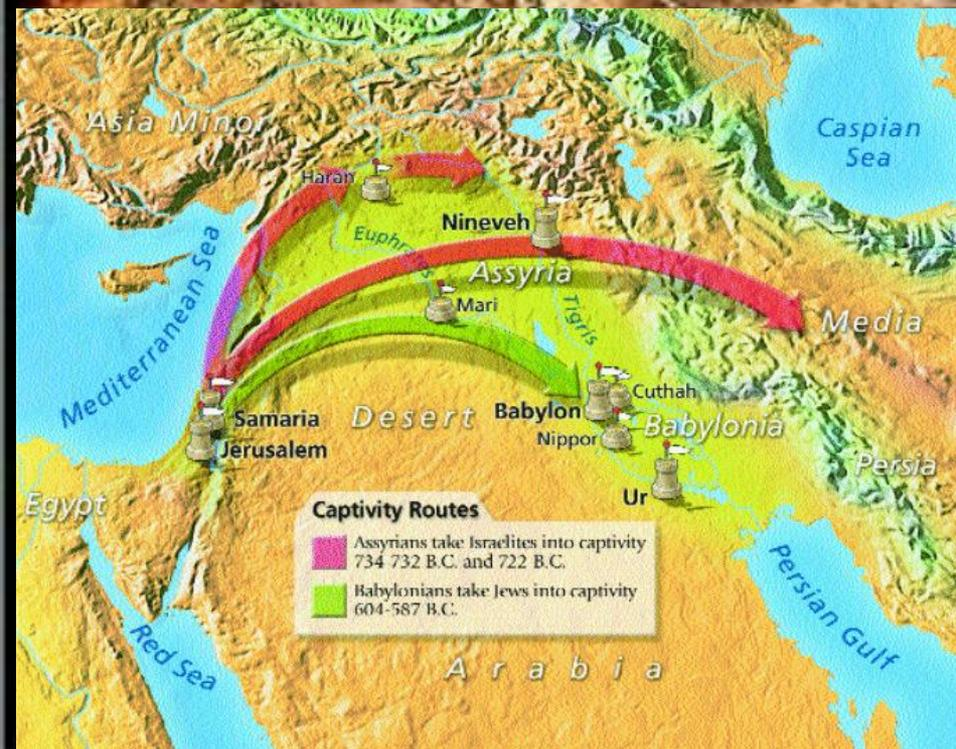 Asia Minor
Caspian
Sea
Haran
Nineveh
Euphrates
Assyria
Mediterranean Sea
Mari
Tigris
Media
Samaria
Desert
Babylon
Cuthah
Babylonia
Jerusalem
Nippor
Persia
Egypt
Ur
Captivity Routes
Assyrians take Israelites into captivity
734 732 B.C. and 722 B.C.
Babylonians take Jews into captivity
604-587 B.C.
Persian Gulf
Red Sea
Arabia